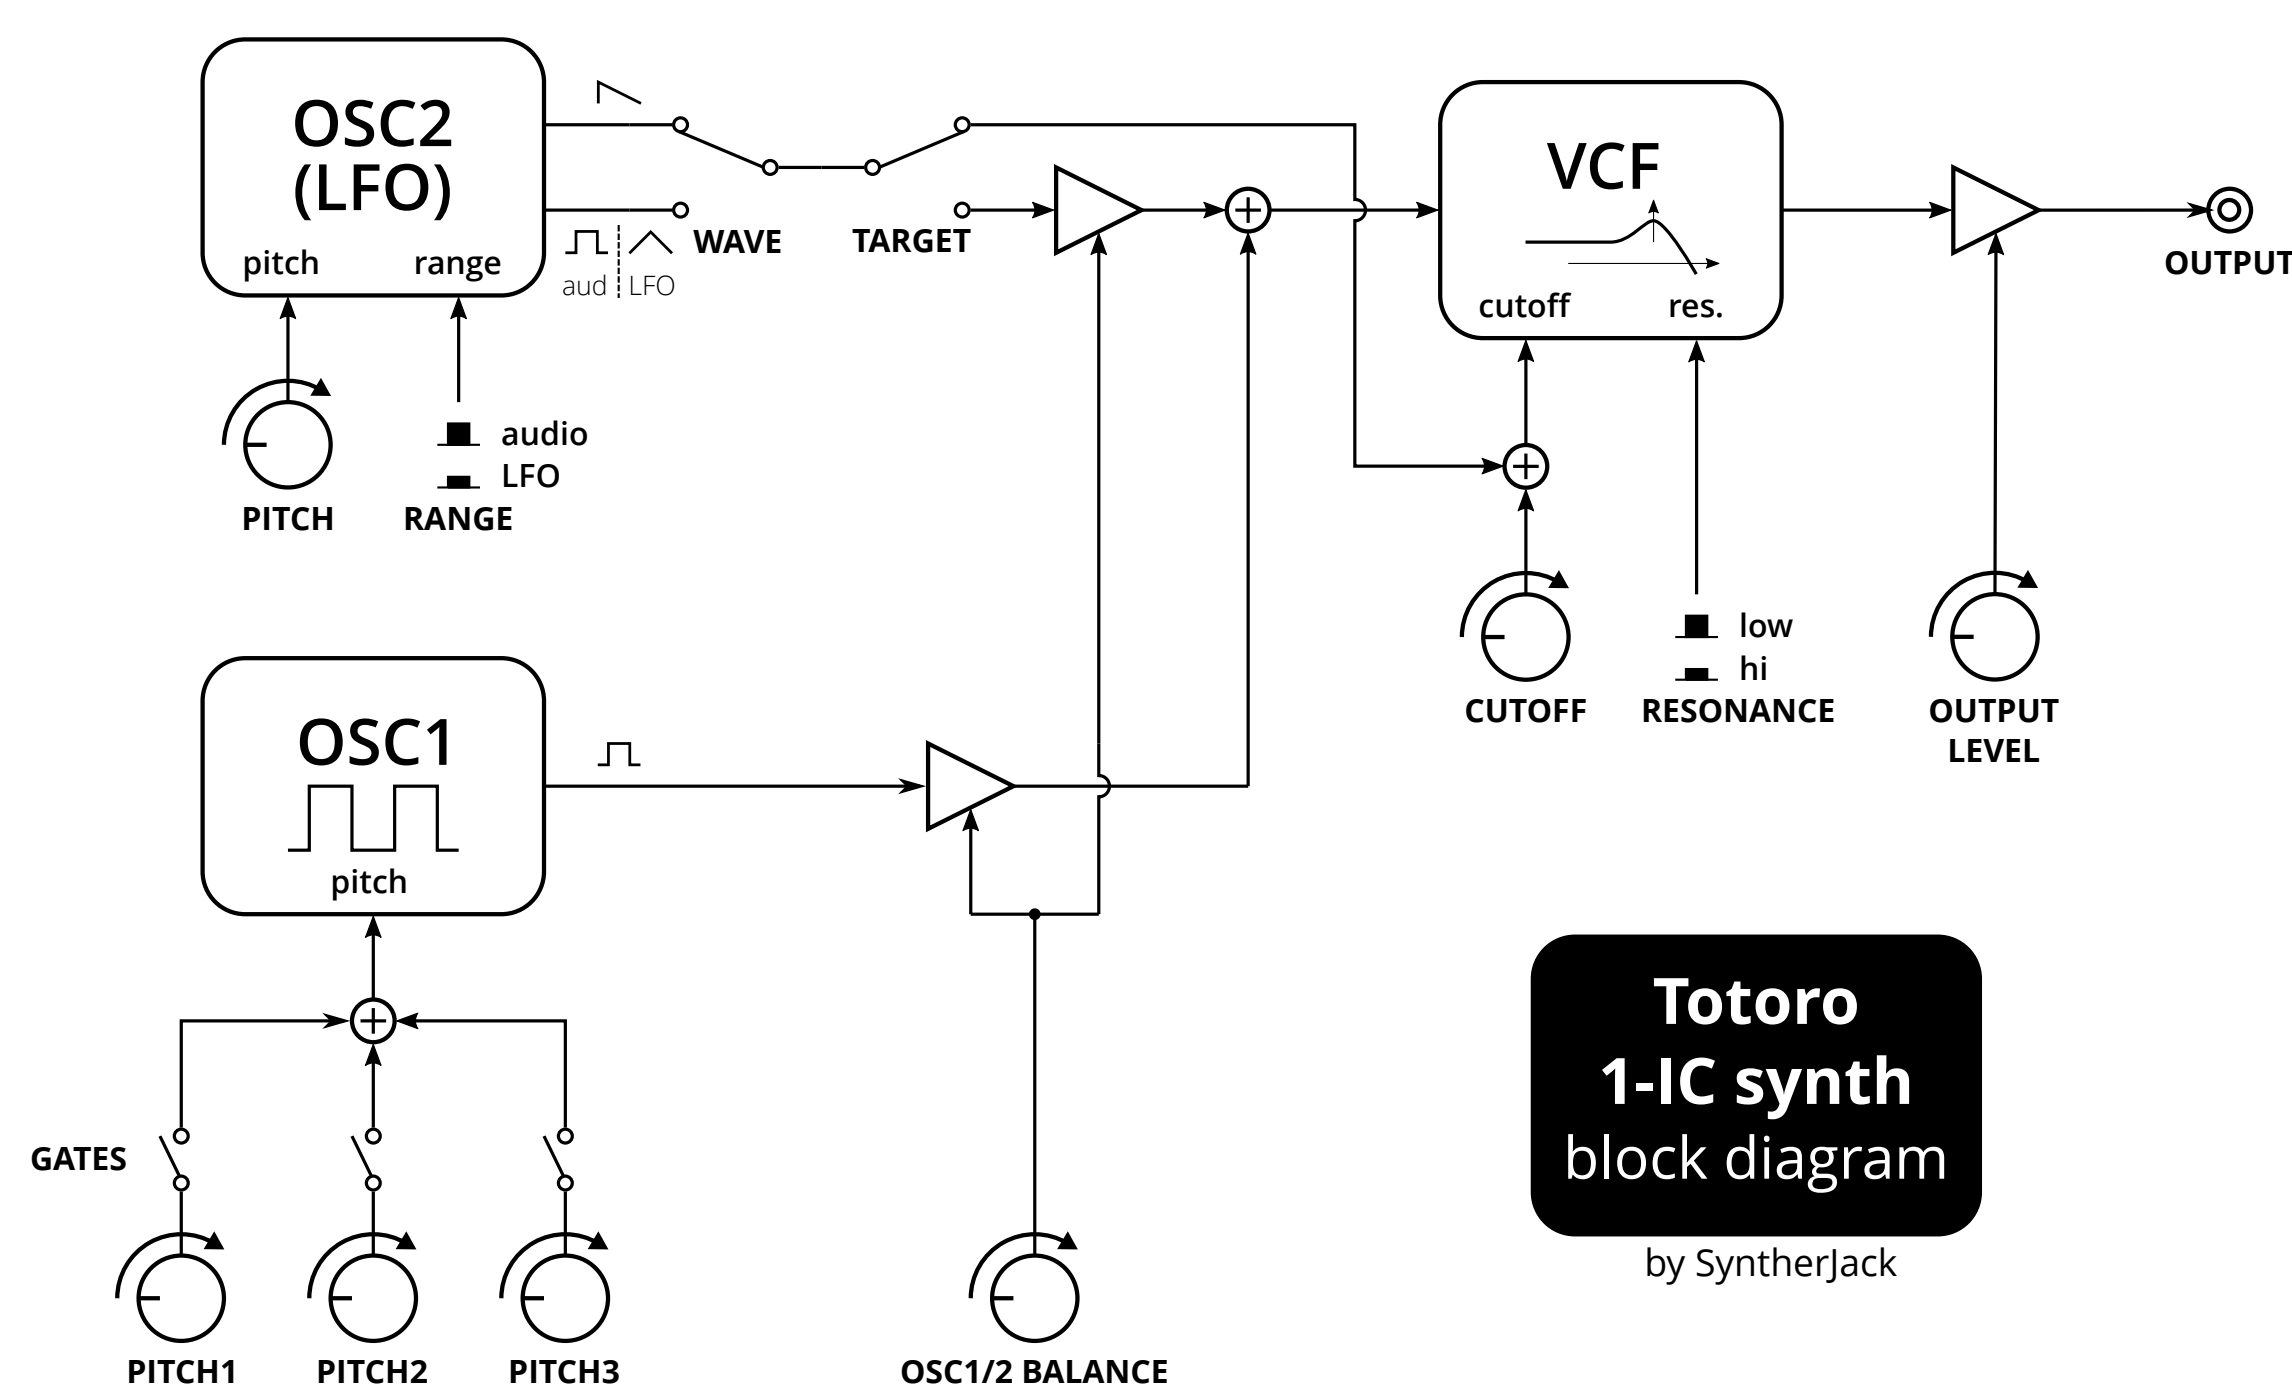 OSC2
(LFO)
pitch
range
WAVE
aud
LFO
TARGET
VCF
cutoff
res.
OUTPUT
audio
LFO
PITCH
RANGE
low
hi
CUTOFF
RESONANCE
OUTPUT
LEVEL
OSC1
pitch
GATES
PITCH1
PITCH2
PITCH3
OSC1/2 BALANCE
Totoro
1-IC synth
block diagram
by SyntherJack